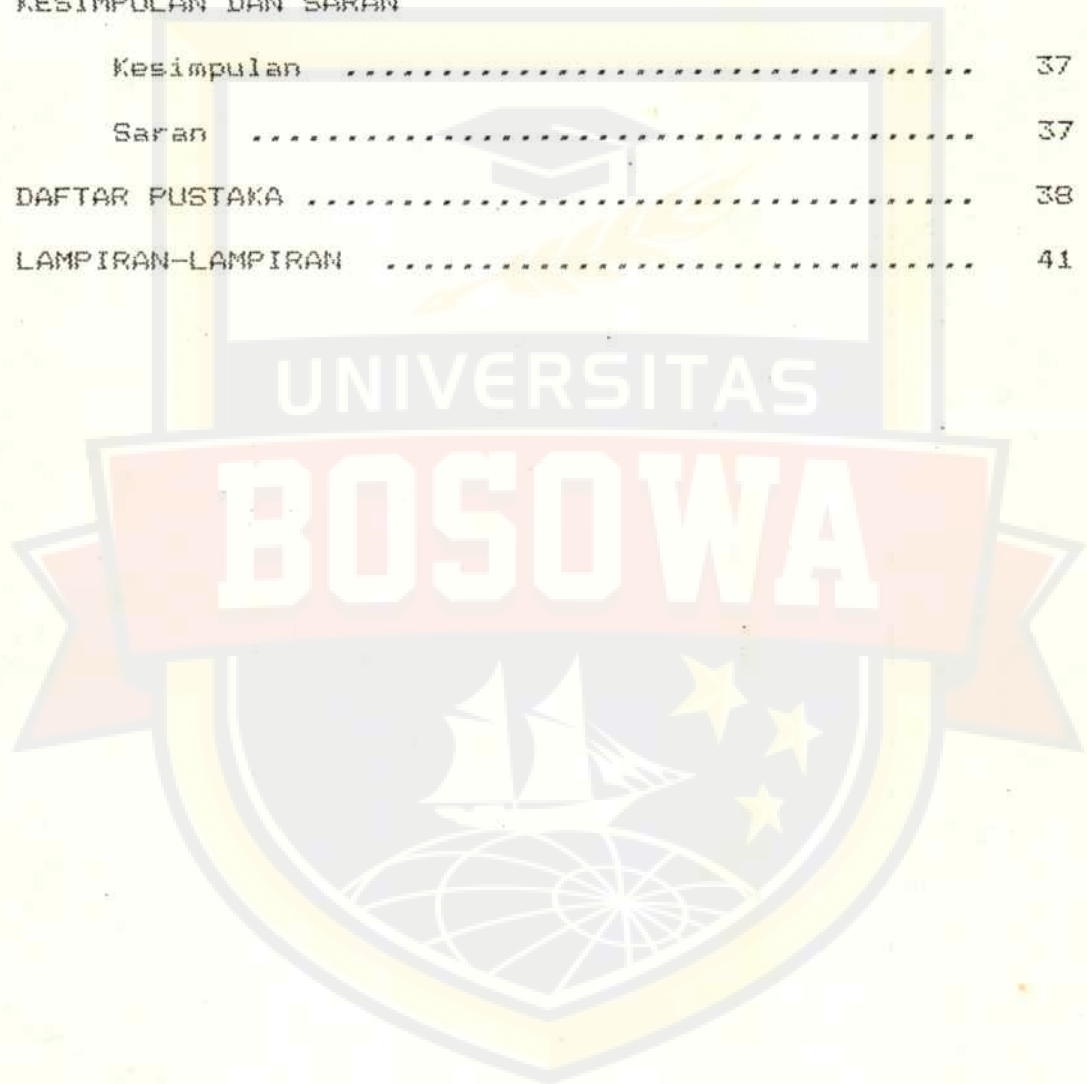 KESIMPULAN DAN SARAN
Kesimpulan ................................. 37
Saran ...................................... 37
DAFTAR PUSTAKA ................................... 38
LAMPIRAN-LAMPIRAN ............................... 41
UNIVERSITAS
BOSOWA